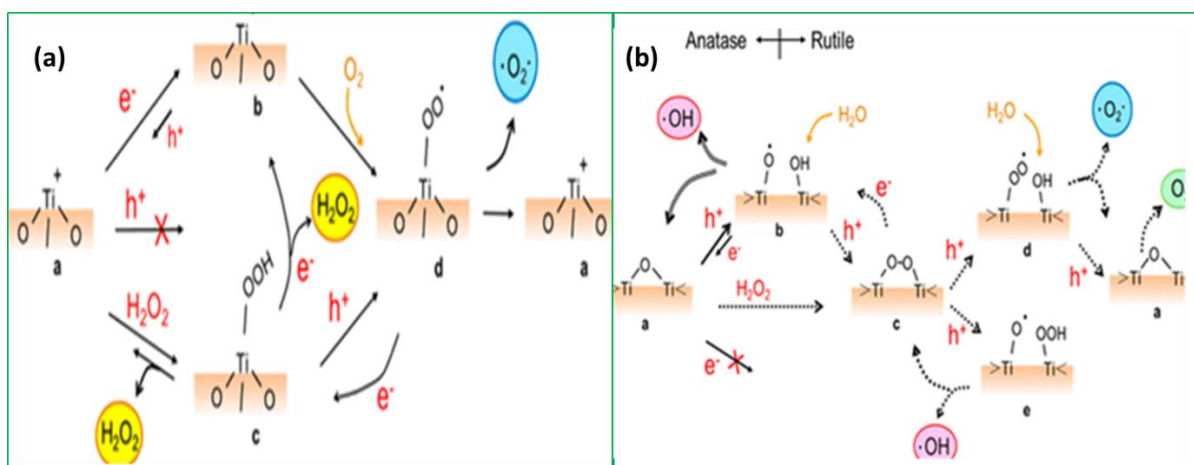 (a)
Ti
O O
b
e-
h+
O₂
OO•
•O₂-
Ti+
O O
a
h+
H₂O₂
Ti
O O
d
Ti+
O O
a
H₂O₂
OOH
e-
h+
Ti
O O
c
e-
H₂O₂
(b)
Anatase Rutile
•OH
H₂O
O• OH
>Ti Ti<
b
h+
e-
e-
h+
H₂O
•O₂-
OO• OH
>Ti Ti<
d
h+
h+
O
>Ti Ti<
a
H₂O₂
O-O
>Ti Ti<
c
O
>Ti Ti
a
e-
h+
O• OOH
>Ti Ti<
e
•OH